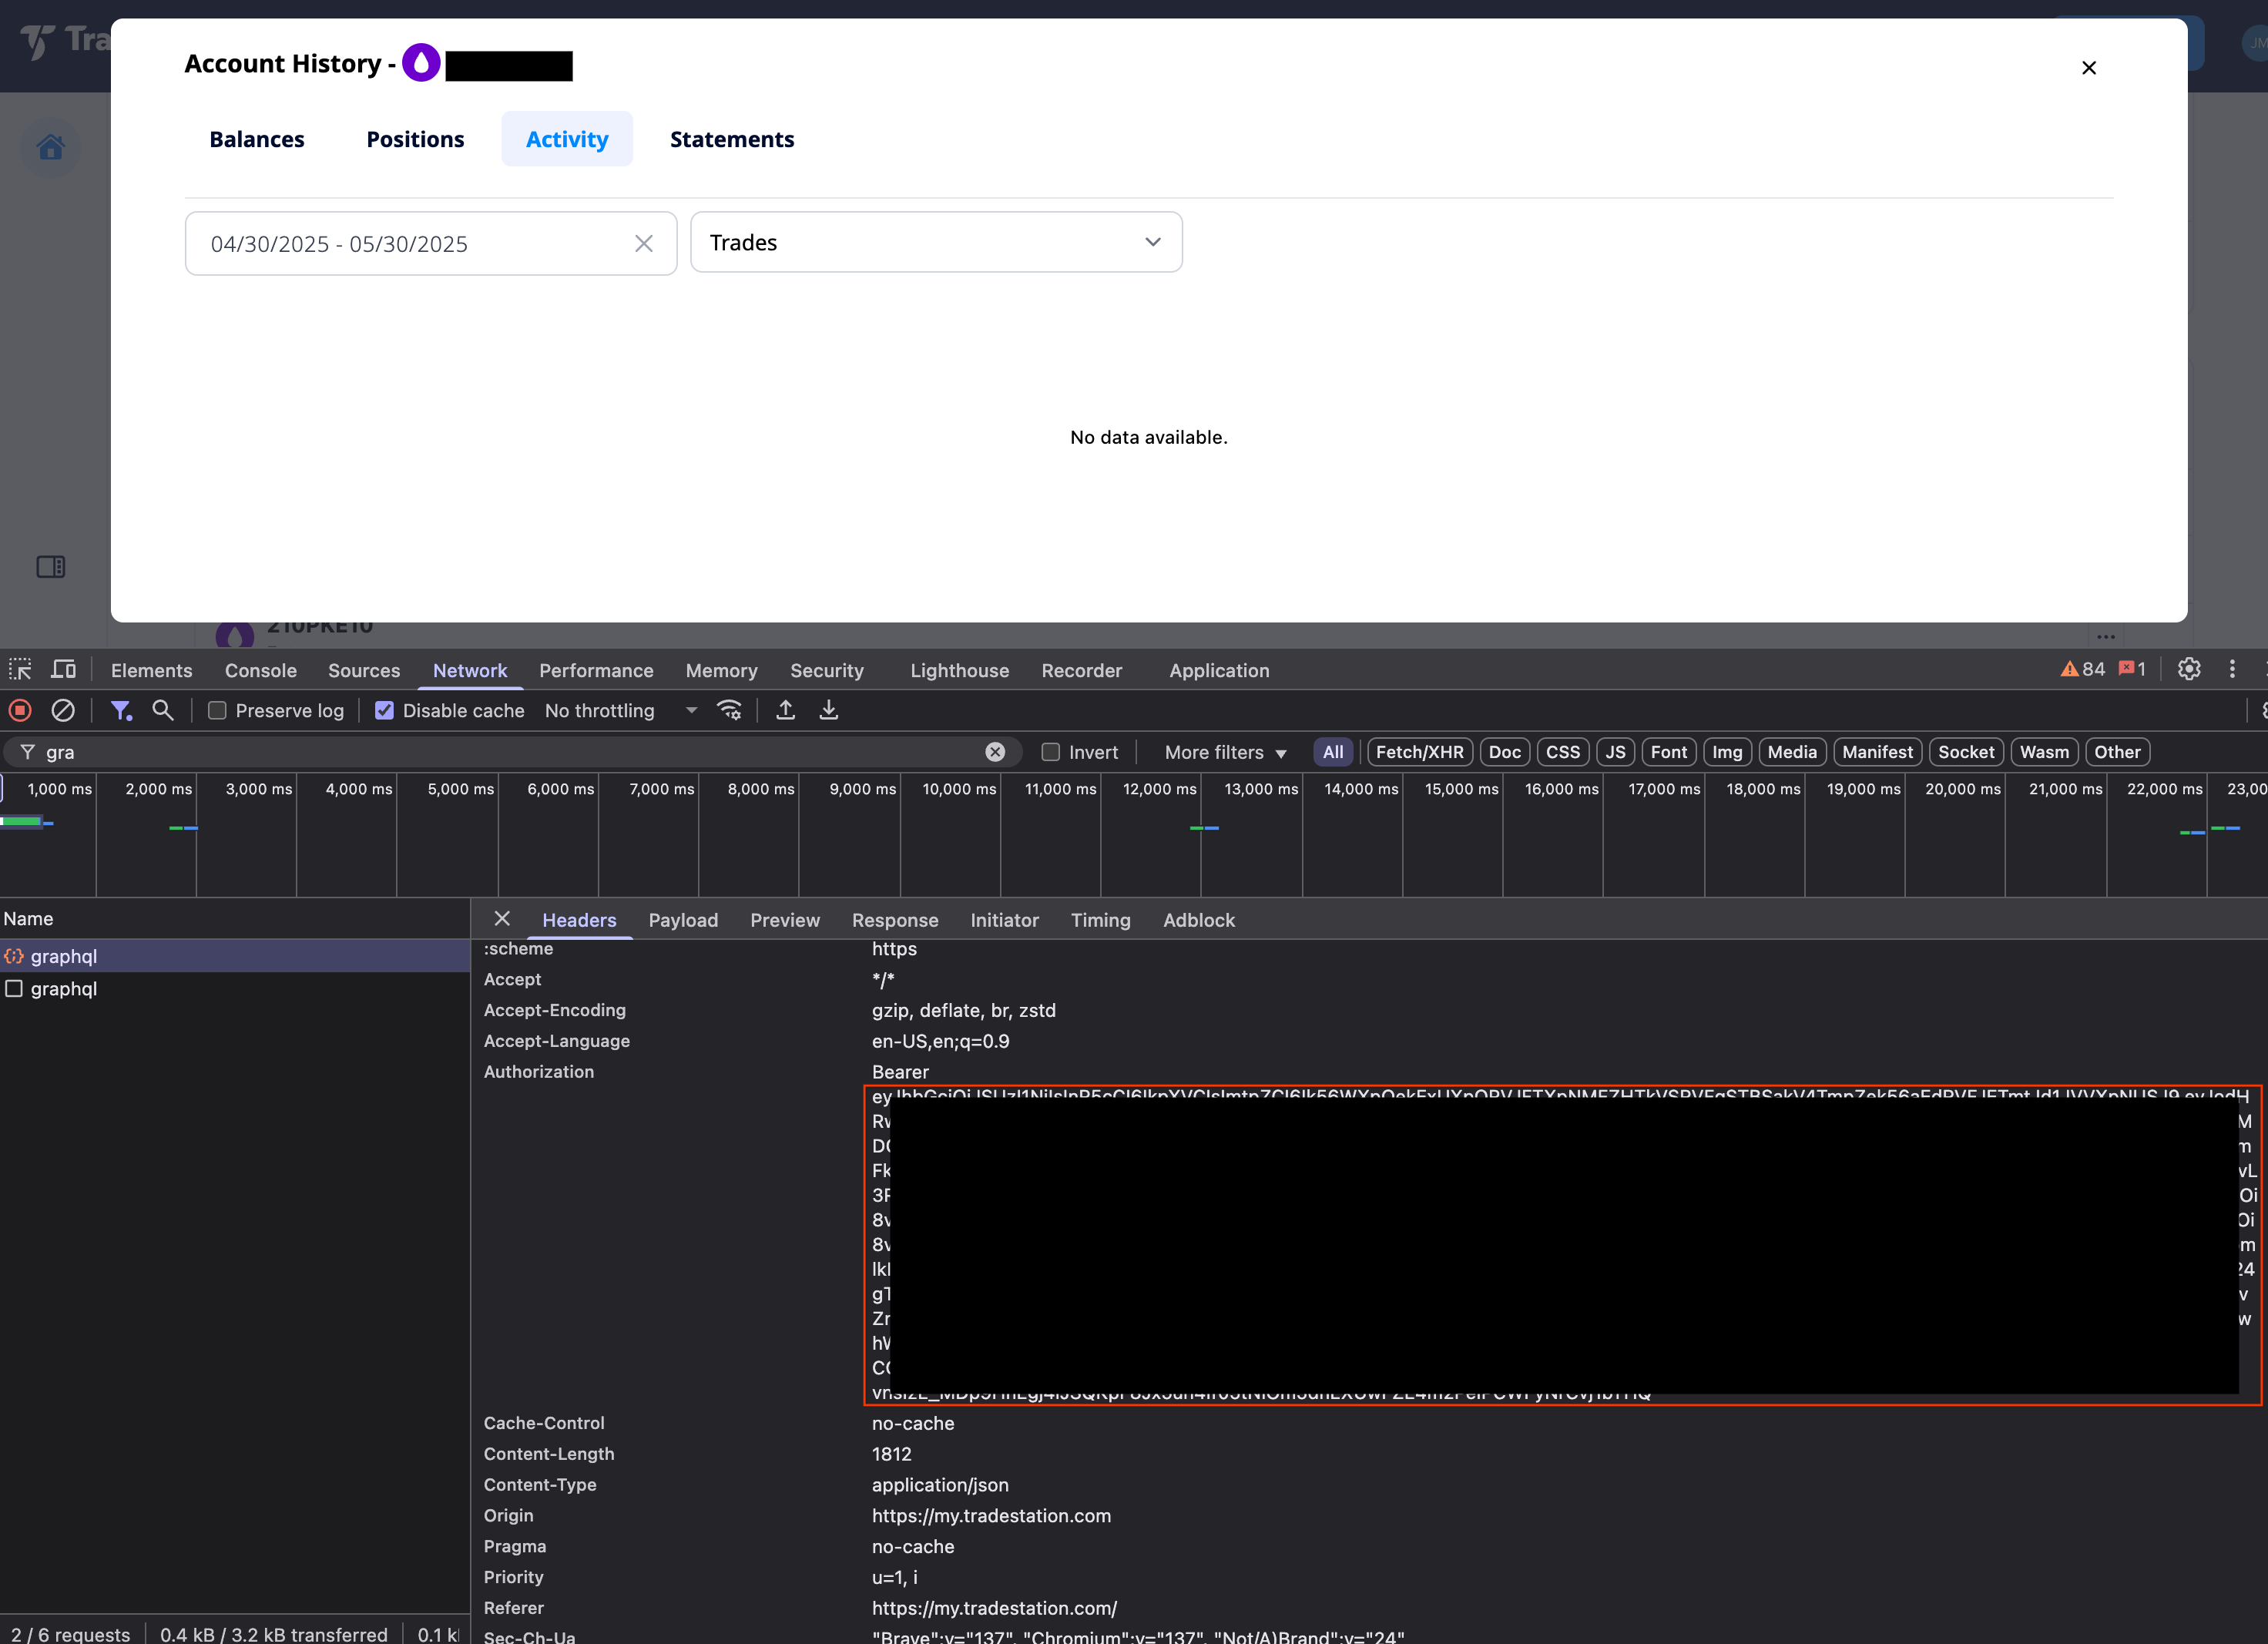 Tra
JM
Account History -
Balances Positions Activity Statements
04/30/2025 - 05/30/2025 Trades
No data available.
210PKE10
Elements Console Sources Network Performance Memory Security Lighthouse Recorder Application 84 1
Preserve log Disable cache No throttling
gra Invert More filters All Fetch/XHR Doc CSS JS Font Img Media Manifest Socket Wasm Other
1,000 ms 2,000 ms 3,000 ms 4,000 ms 5,000 ms 6,000 ms 7,000 ms 8,000 ms 9,000 ms 10,000 ms 11,000 ms 12,000 ms 13,000 ms 14,000 ms 15,000 ms 16,000 ms 17,000 ms 18,000 ms 19,000 ms 20,000 ms 21,000 ms 22,000 ms 23,00
Name
graphql
graphql
Headers Payload Preview Response Initiator Timing Adblock
:scheme https
Accept */*
Accept-Encoding gzip, deflate, br, zstd
Accept-Language en-US,en;q=0.9
Authorization Bearer
Cache-Control no-cache
Content-Length 1812
Content-Type application/json
Origin https://my.tradestation.com
Pragma no-cache
Priority u=1, i
Referer https://my.tradestation.com/
Sec-Ch-Ua "Brave";v="137", "Chromium";v="137", "Not/A)Brand";v="24"
2 / 6 requests 0.4 kB / 3.2 kB transferred 0.1 k